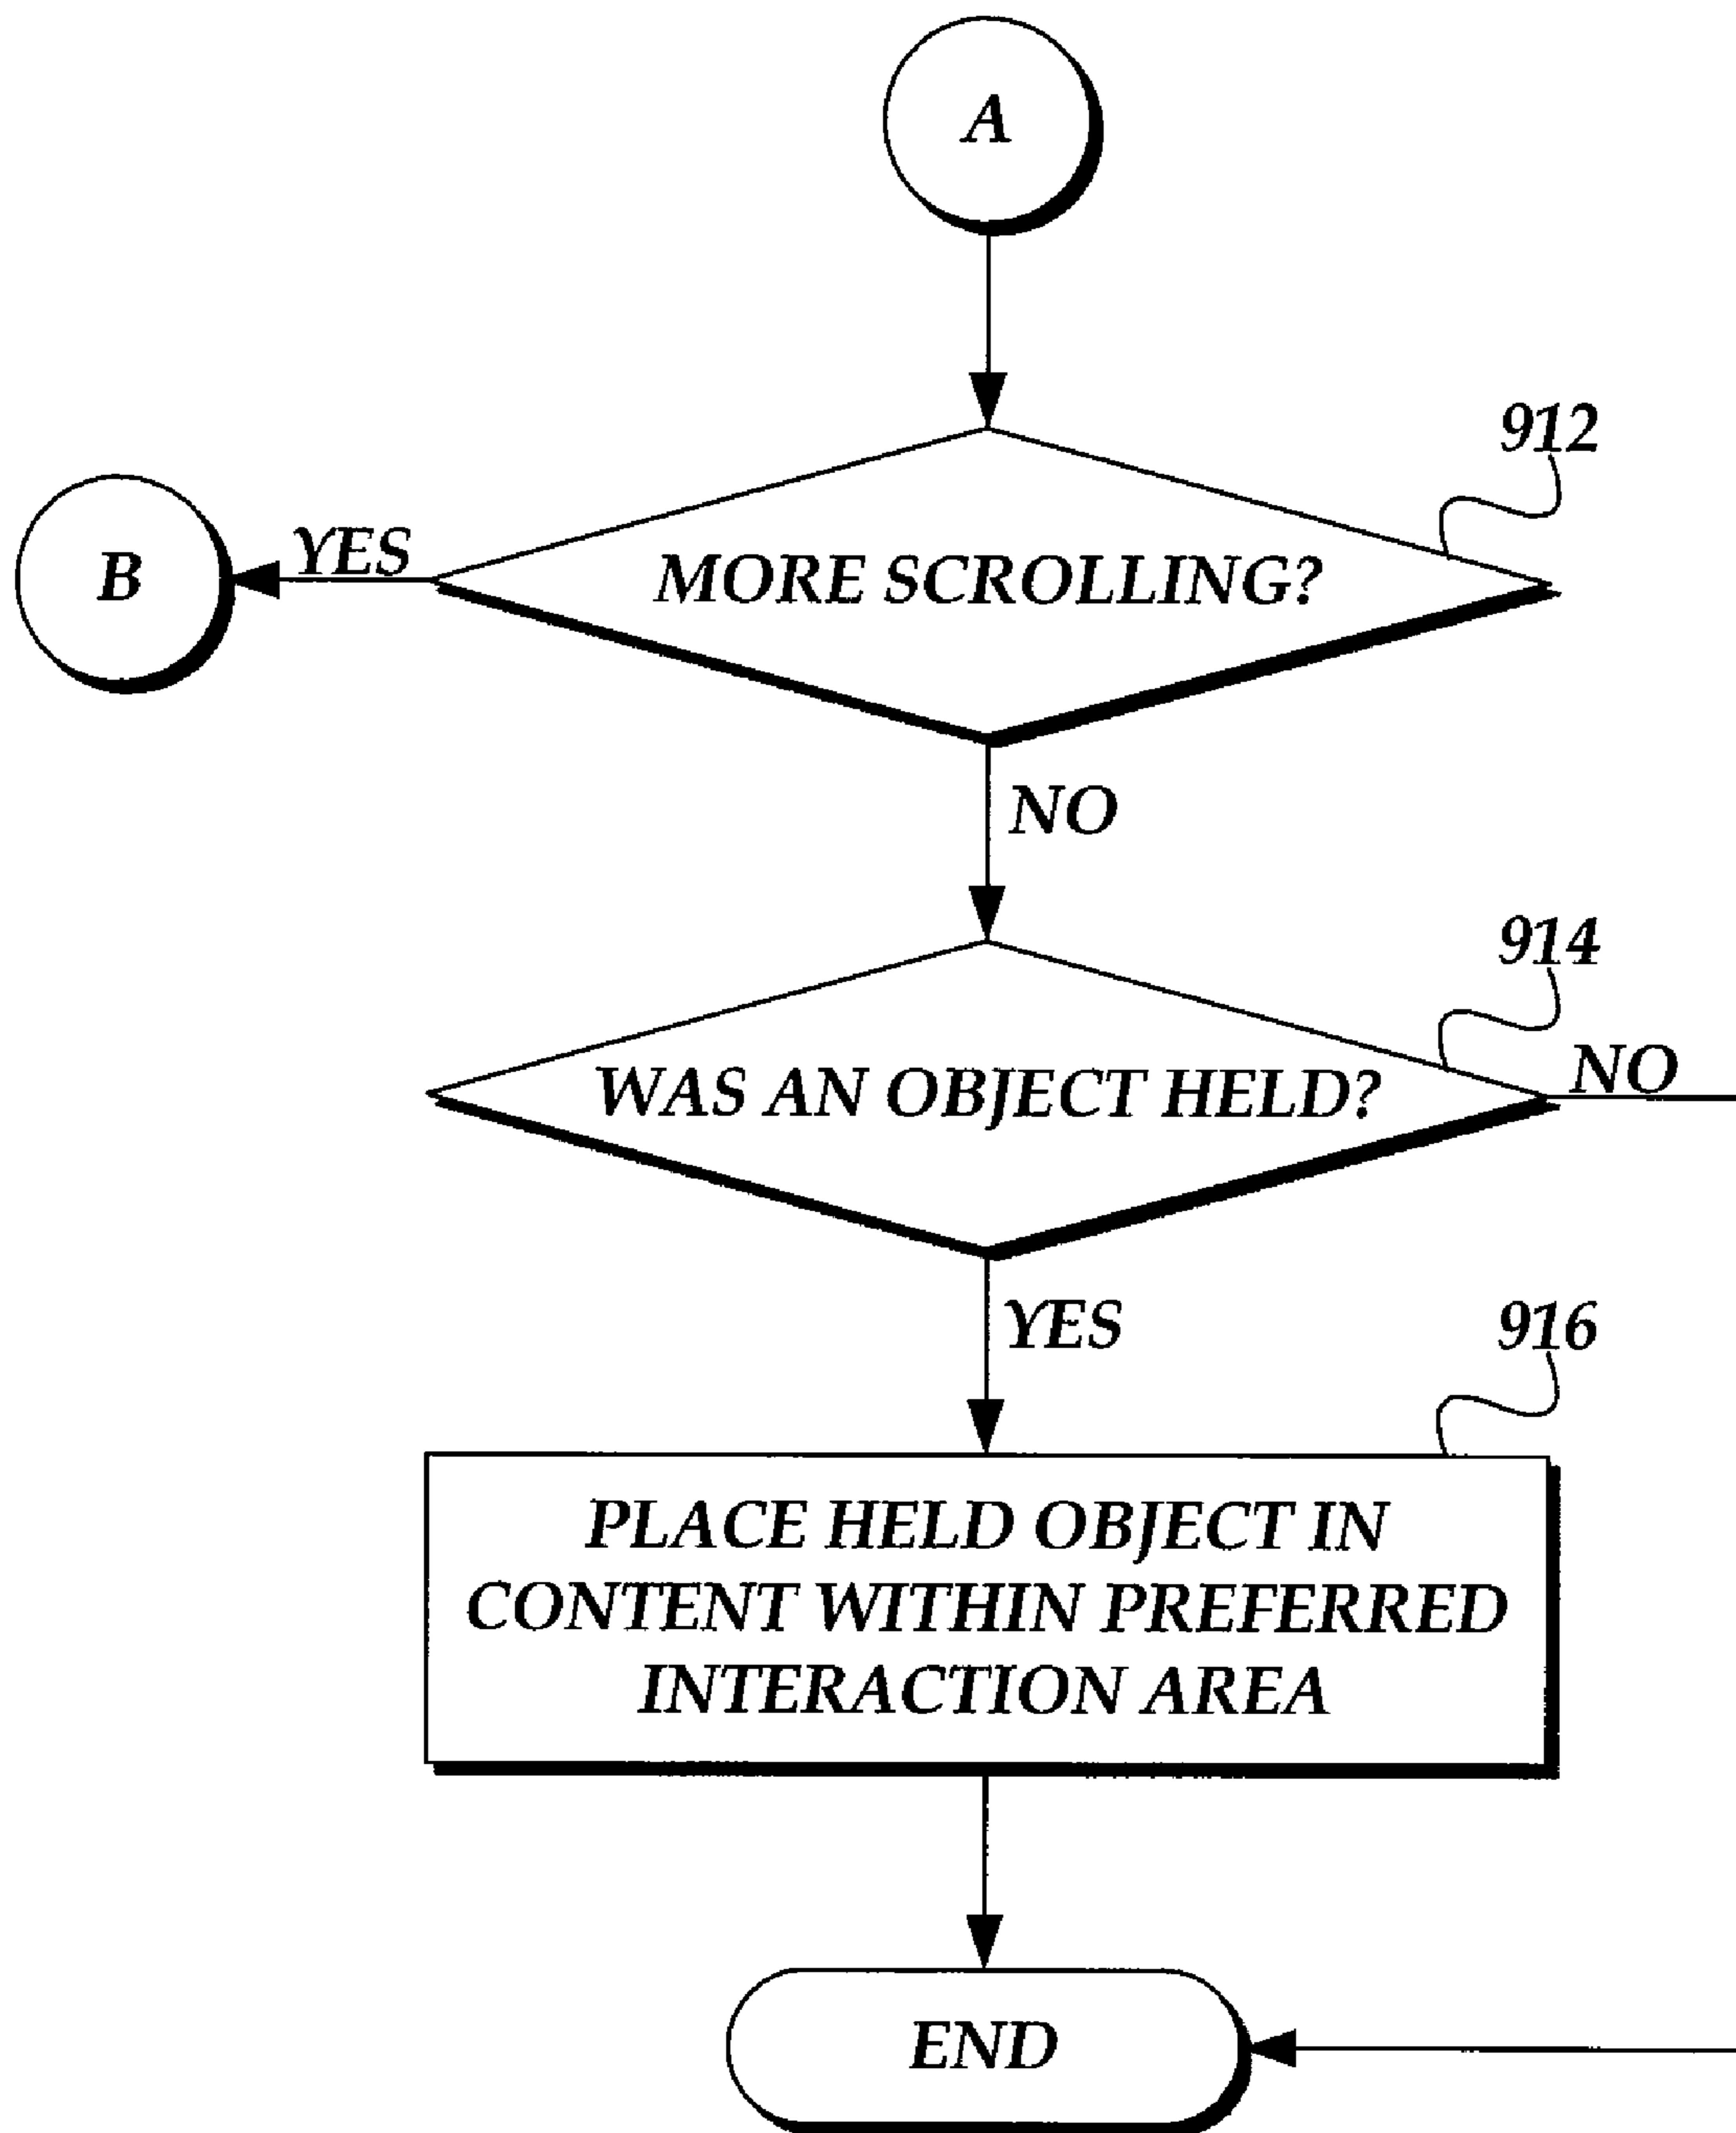 A
912
B
YES
MORE SCROLLING?
NO
914
WAS AN OBJECT HELD?
NO
YES
916
PLACE HELD OBJECT IN
CONTENT WITHIN PREFERRED
INTERACTION AREA
END